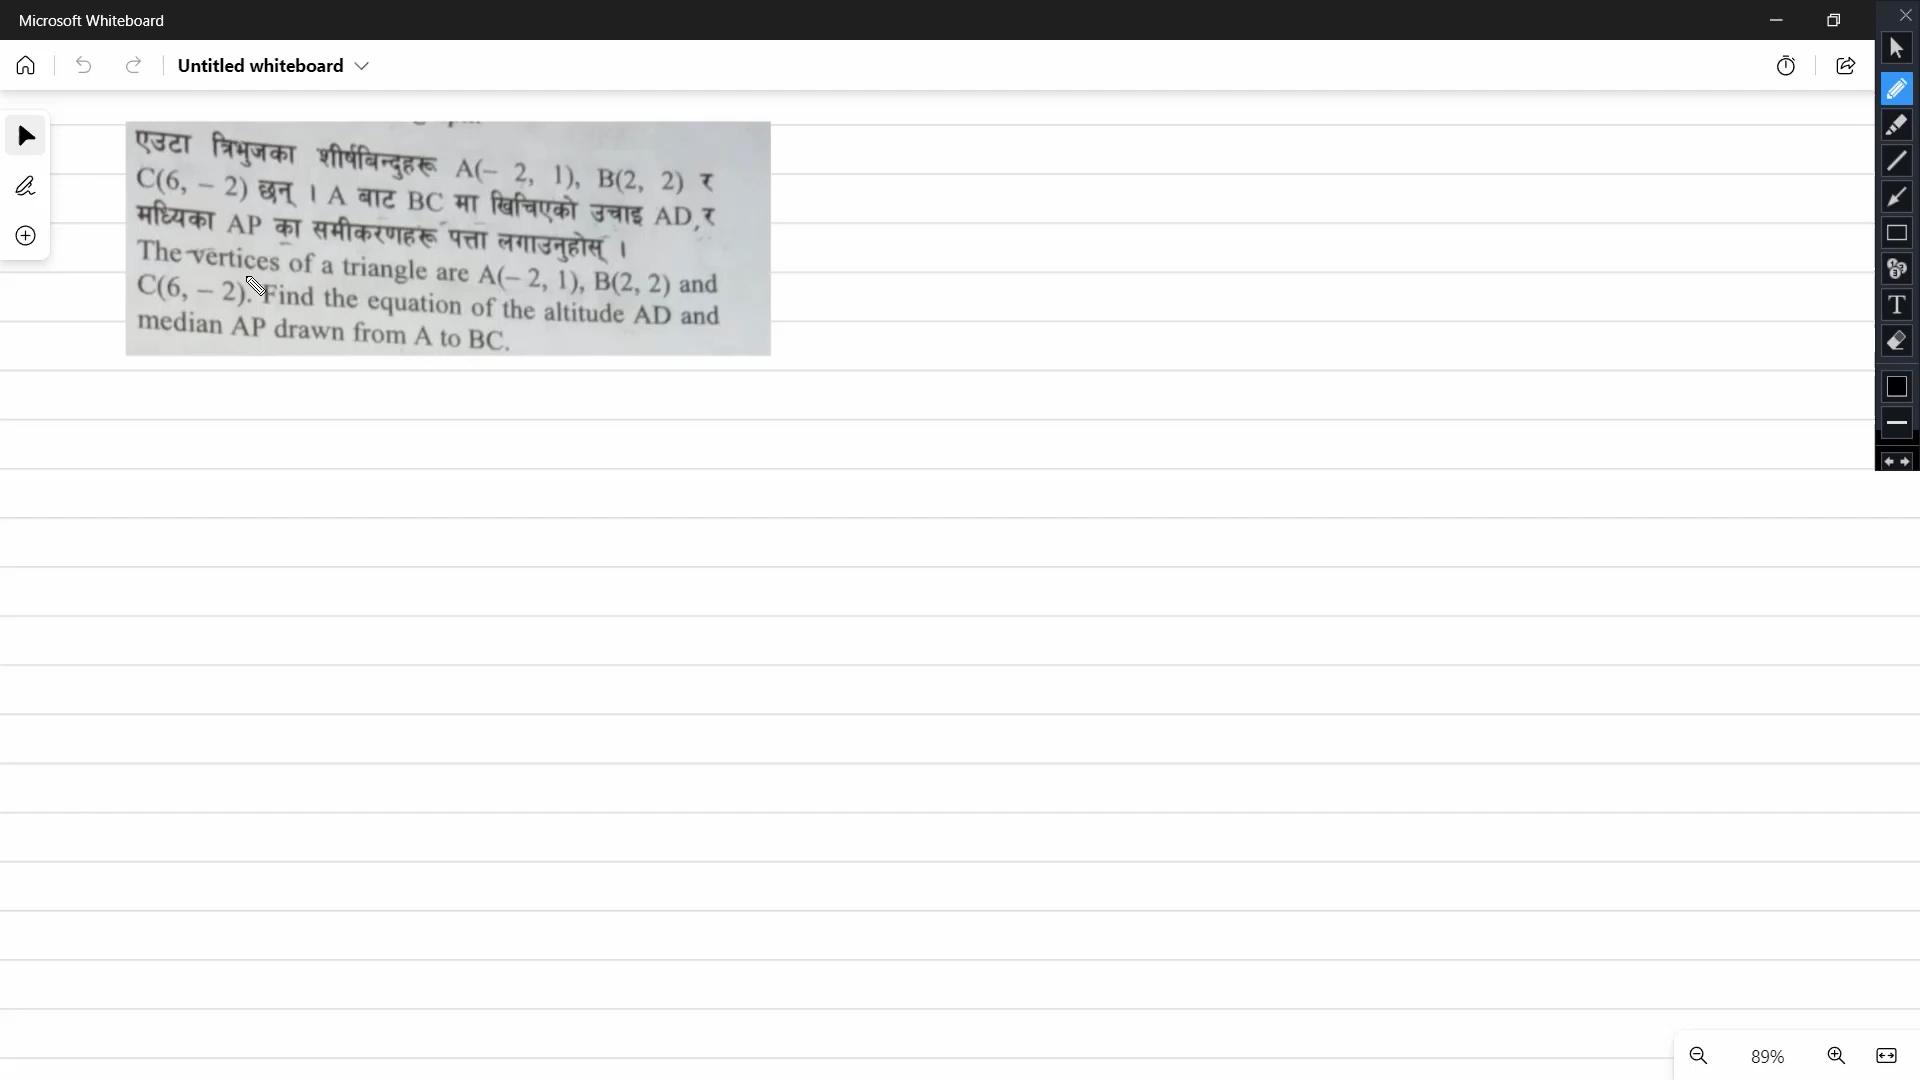 Microsoft Whiteboard
Untitled whiteboard
एउटा त्रिभुजका शीर्षबिन्दुहरू A(– 2, 1), B(2, 2) र
C(6, – 2) छन् । A बाट BC मा खिचिएको उचाइ AD, र
मध्यिका AP का समीकरणहरू पत्ता लगाउनुहोस् ।
The vertices of a triangle are A(– 2, 1), B(2, 2) and
C(6, – 2). Find the equation of the altitude AD and
median AP drawn from A to BC.
T
89%